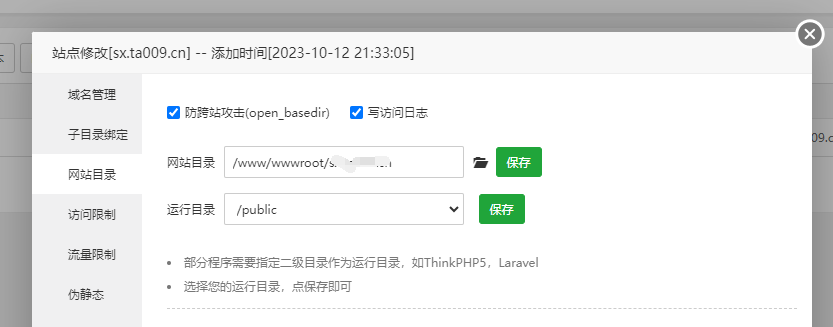 本
站点修改[sx.ta009.cn] -- 添加时间[2023-10-12 21:33:05]
域名管理
子目录绑定
网站目录
访问限制
流量限制
伪静态
防跨站攻击(open_basedir) 写访问日志
网站目录 /www/wwwroot/s 保存
运行目录 /public 保存
部分程序需要指定二级目录作为运行目录，如ThinkPHP5，Laravel
选择您的运行目录，点保存即可
09.c